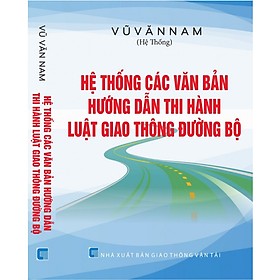 VŨ VĂN NAM
(Hệ Thống)
HỆ THỐNG CÁC VĂN BẢN
HƯỚNG DẪN THI HÀNH
LUẬT GIAO THÔNG ĐƯỜNG BỘ
NHÀ XUẤT BẢN GIAO THÔNG VẬN TẢI
VŨ VĂN NAM
HỆ THỐNG CÁC VĂN BẢN HƯỚNG DẪN
THI HÀNH LUẬT GIAO THÔNG ĐƯỜNG BỘ